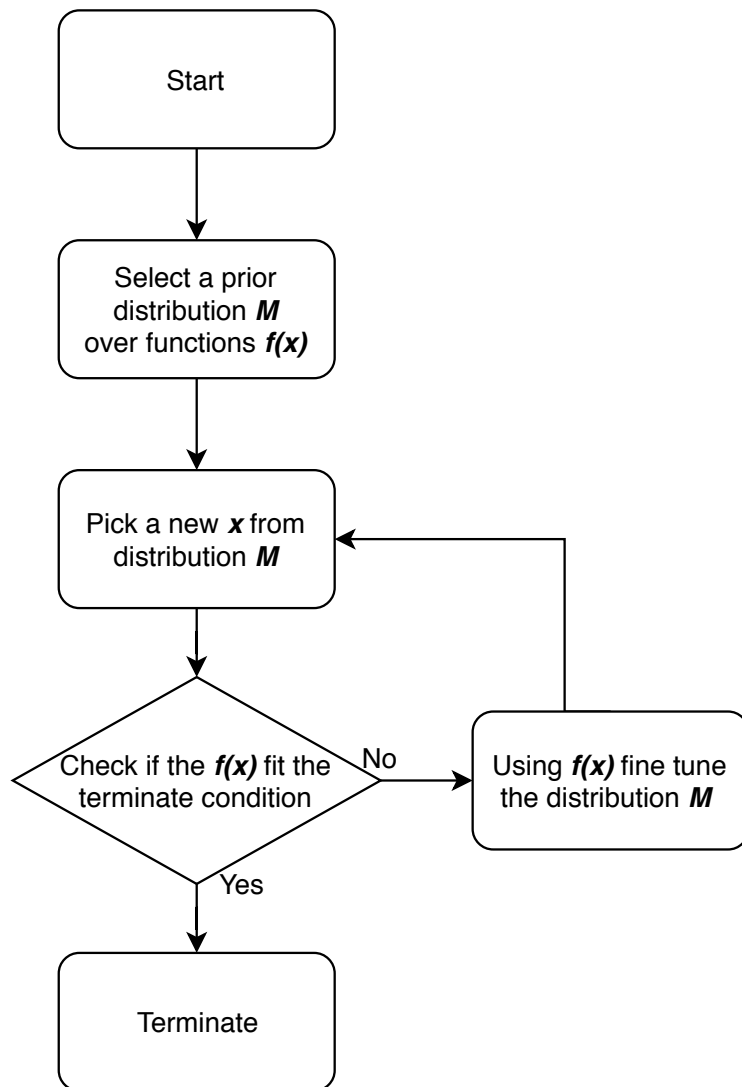 Start
Select a prior
distribution M
over functions f(x)
Pick a new x from
distribution M
Check if the f(x) fit the
terminate condition
No
Using f(x) fine tune
the distribution M
Yes
Terminate